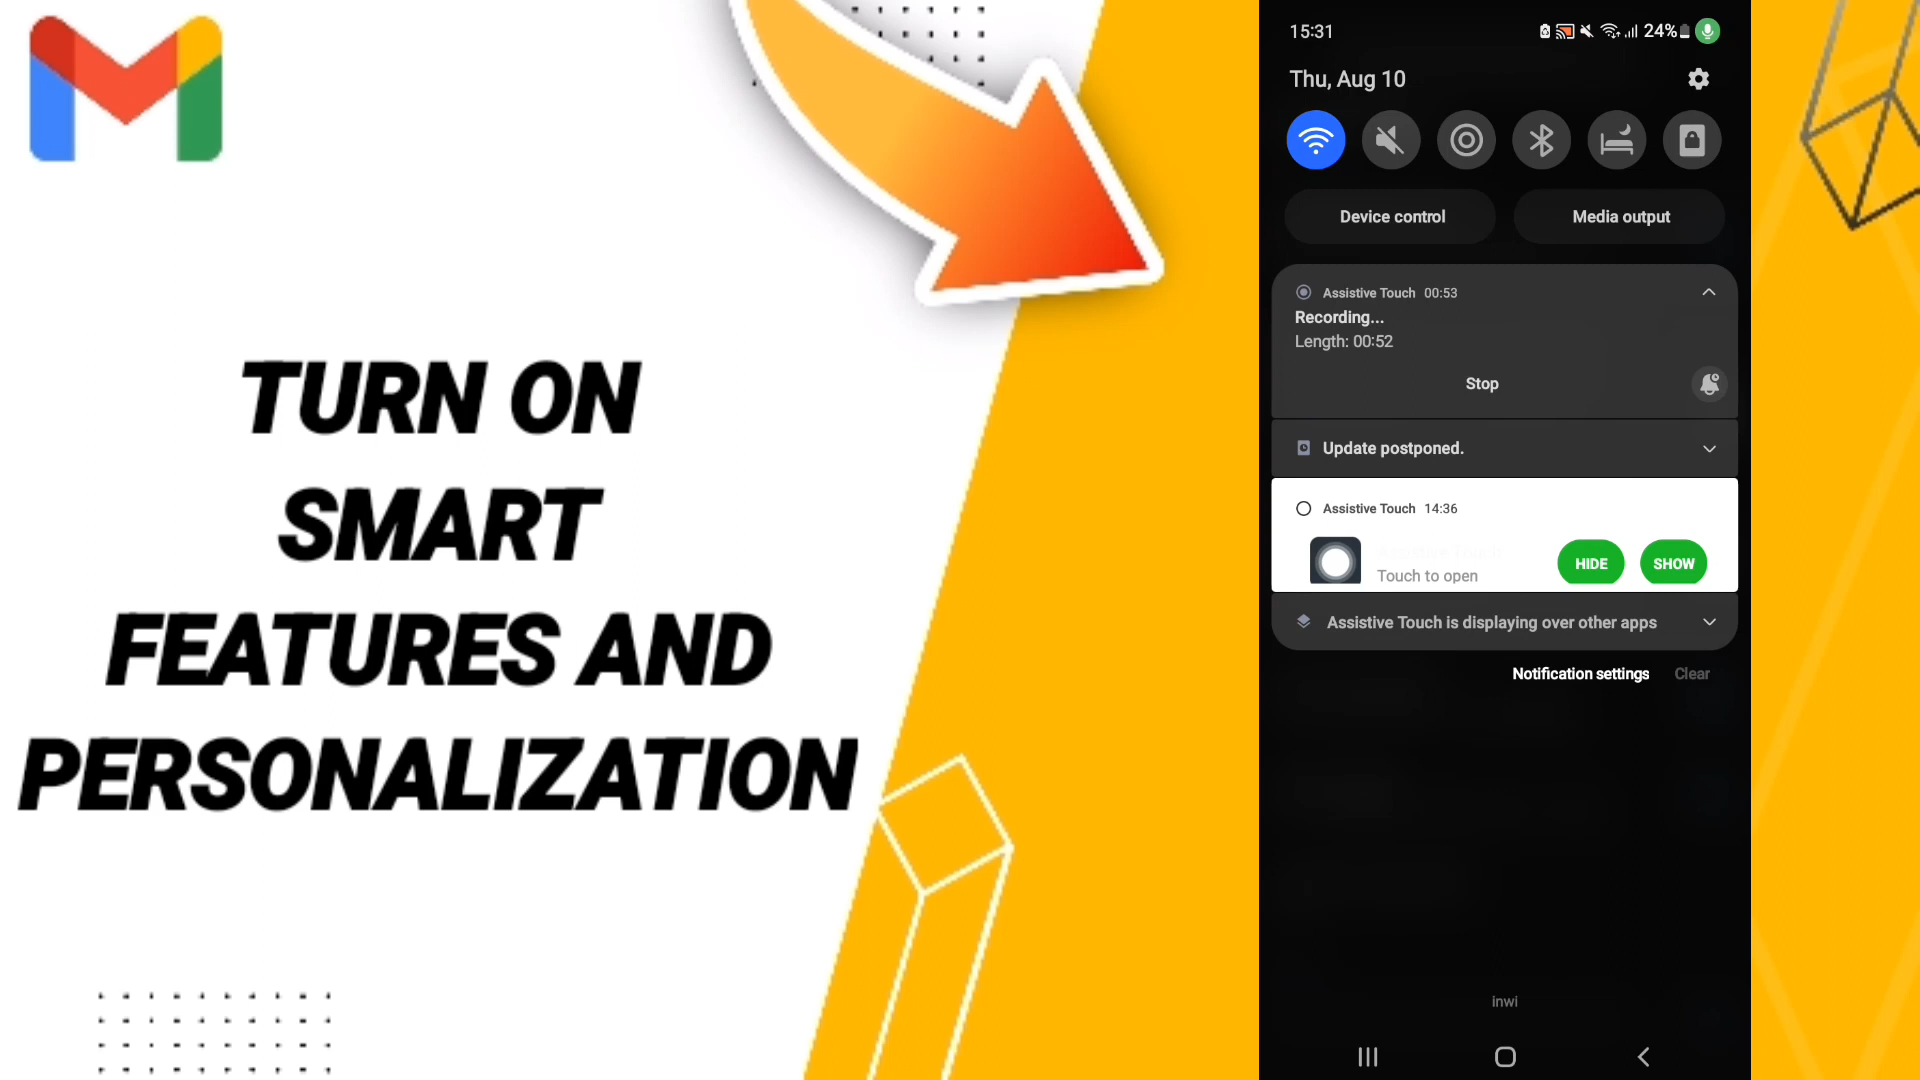 TURN ON
SMART
FEATURES AND
PERSONALIZATION
15:31
24%
Thu, Aug 10
Device control
Media output
Assistive Touch 00:53
Recording...
Length: 00:52
Stop
Update postponed.
Assistive Touch 14:36
Touch to open
HIDE
SHOW
Assistive Touch is displaying over other apps
Notification settings
Clear
inwi